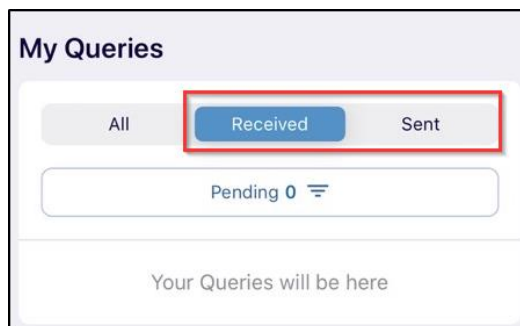 My Queries
All Received Sent
Pending 0
Your Queries will be here